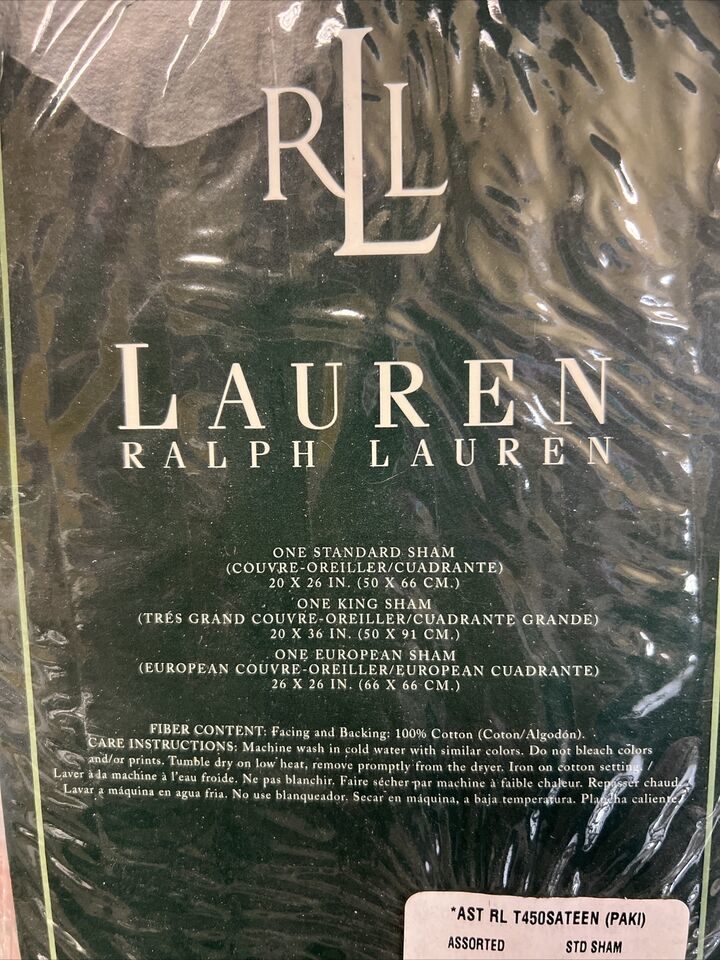 RLL
LAUREN
RALPH LAUREN
ONE STANDARD SHAM
(COUVRE-OREILLER/CUADRANTE)
20 X 26 IN. (50 X 66 CM.)
ONE KING SHAM
(TRÉS GRAND COUVRE-OREILLER/CUADRANTE GRANDE)
20 X 36 IN. (50 X 91 CM.)
ONE EUROPEAN SHAM
(EUROPEAN COUVRE-OREILLER/EUROPEAN CUADRANTE)
26 X 26 IN. (66 X 66 CM.)
FIBER CONTENT: Facing and Backing: 100% Cotton (Coton/Algodón).
CARE INSTRUCTIONS: Machine wash in cold water with similar colors. Do not bleach colors
and/or prints. Tumble dry on low heat, remove promptly from the dryer. Iron on cotton setting. /
Laver à la machine à l'eau froide. Ne pas blanchir. Faire sécher par machine à faible chaleur. Repasser chaud.
Lavar a máquina en agua fria. No use blanqueador. Secar en máquina, a baja temperatura. Plancha caliente.
*AST RL T450SATEEN (PAKI)
ASSORTED STD SHAM